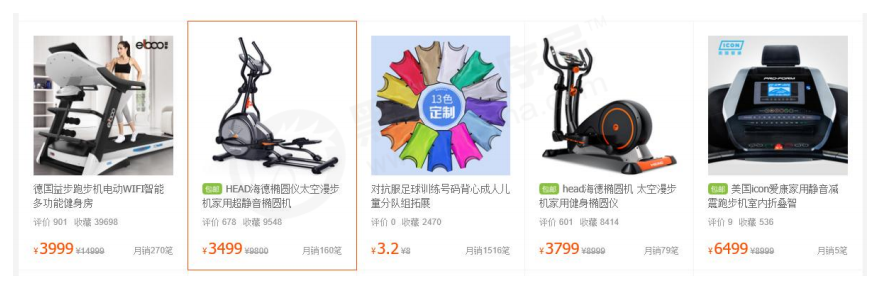 eiboo
13色
定制
ICON
PRO-FORM
德国益步跑步机电动WIFI智能
多功能健身房
评价 901 收藏 39698
¥3999 ¥14999 月销270笔
包邮 HEAD海德椭圆仪太空漫步
机家用超静音椭圆机
评价 678 收藏 9548
¥3499 ¥9800 月销160笔
对抗服足球训练号码背心成人儿
童分队组拓展
评价 0 收藏 2470
¥3.2 ¥8 月销1516笔
包邮 head海德椭圆机 太空漫步
机家用健身椭圆仪
评价 601 收藏 8414
¥3799 ¥8999 月销79笔
包邮 美国icon爱康家用静音减
震跑步机室内折叠智
评价 9 收藏 536
¥6499 ¥8999 月销5笔